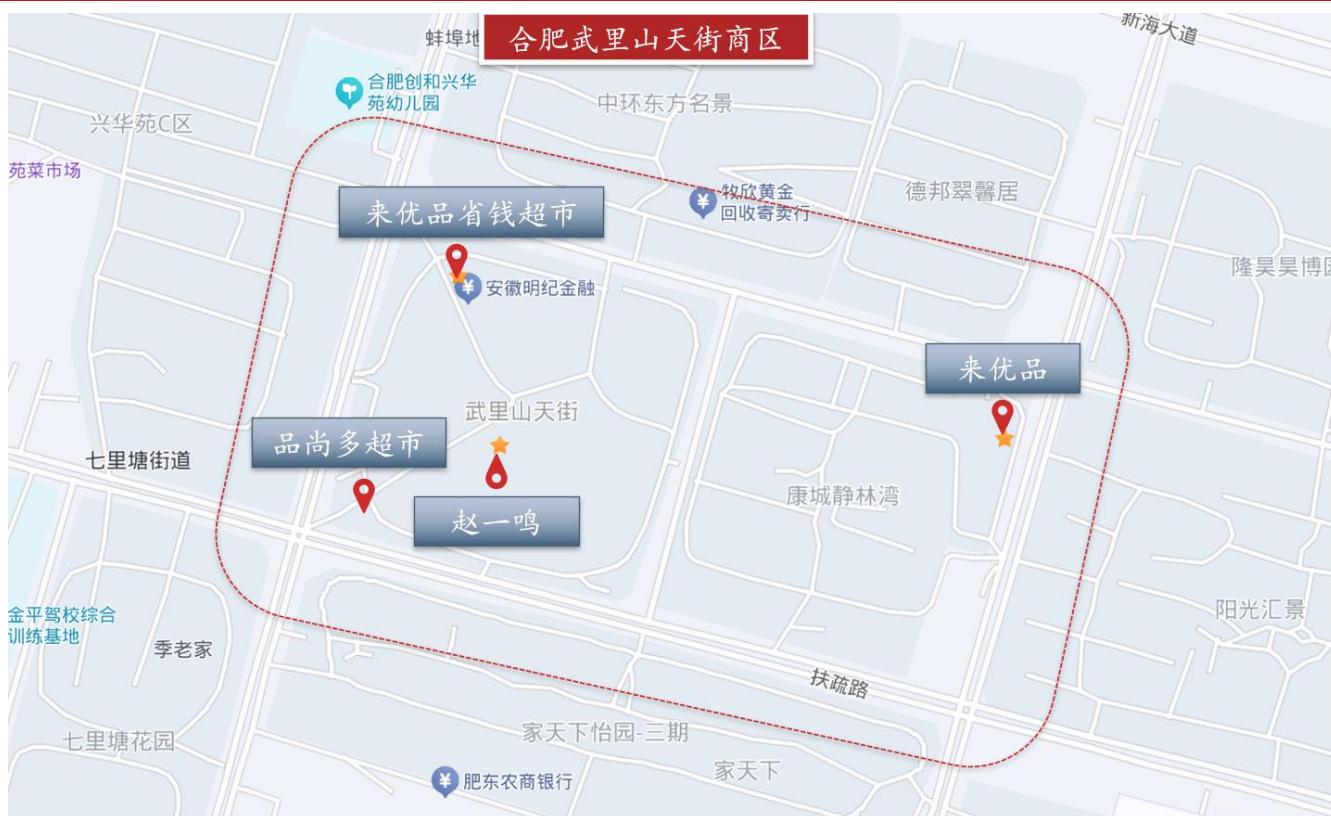 合肥武里山天街商区
新海大道
蚌埠地
合肥创和兴华
苑幼儿园
中环东方名景
兴华苑C区
苑菜市场
牧欣黄金
回收寄卖行
德邦翠馨居
来优品省钱超市
隆昊昊博园
安徽明纪金融
来优品
武里山天街
品尚多超市
七里塘街道
康城静林湾
赵一鸣
金平驾校综合
训练基地
季老家
阳光汇景
扶疏路
家天下怡园-三期
七里塘花园
家天下
肥东农商银行